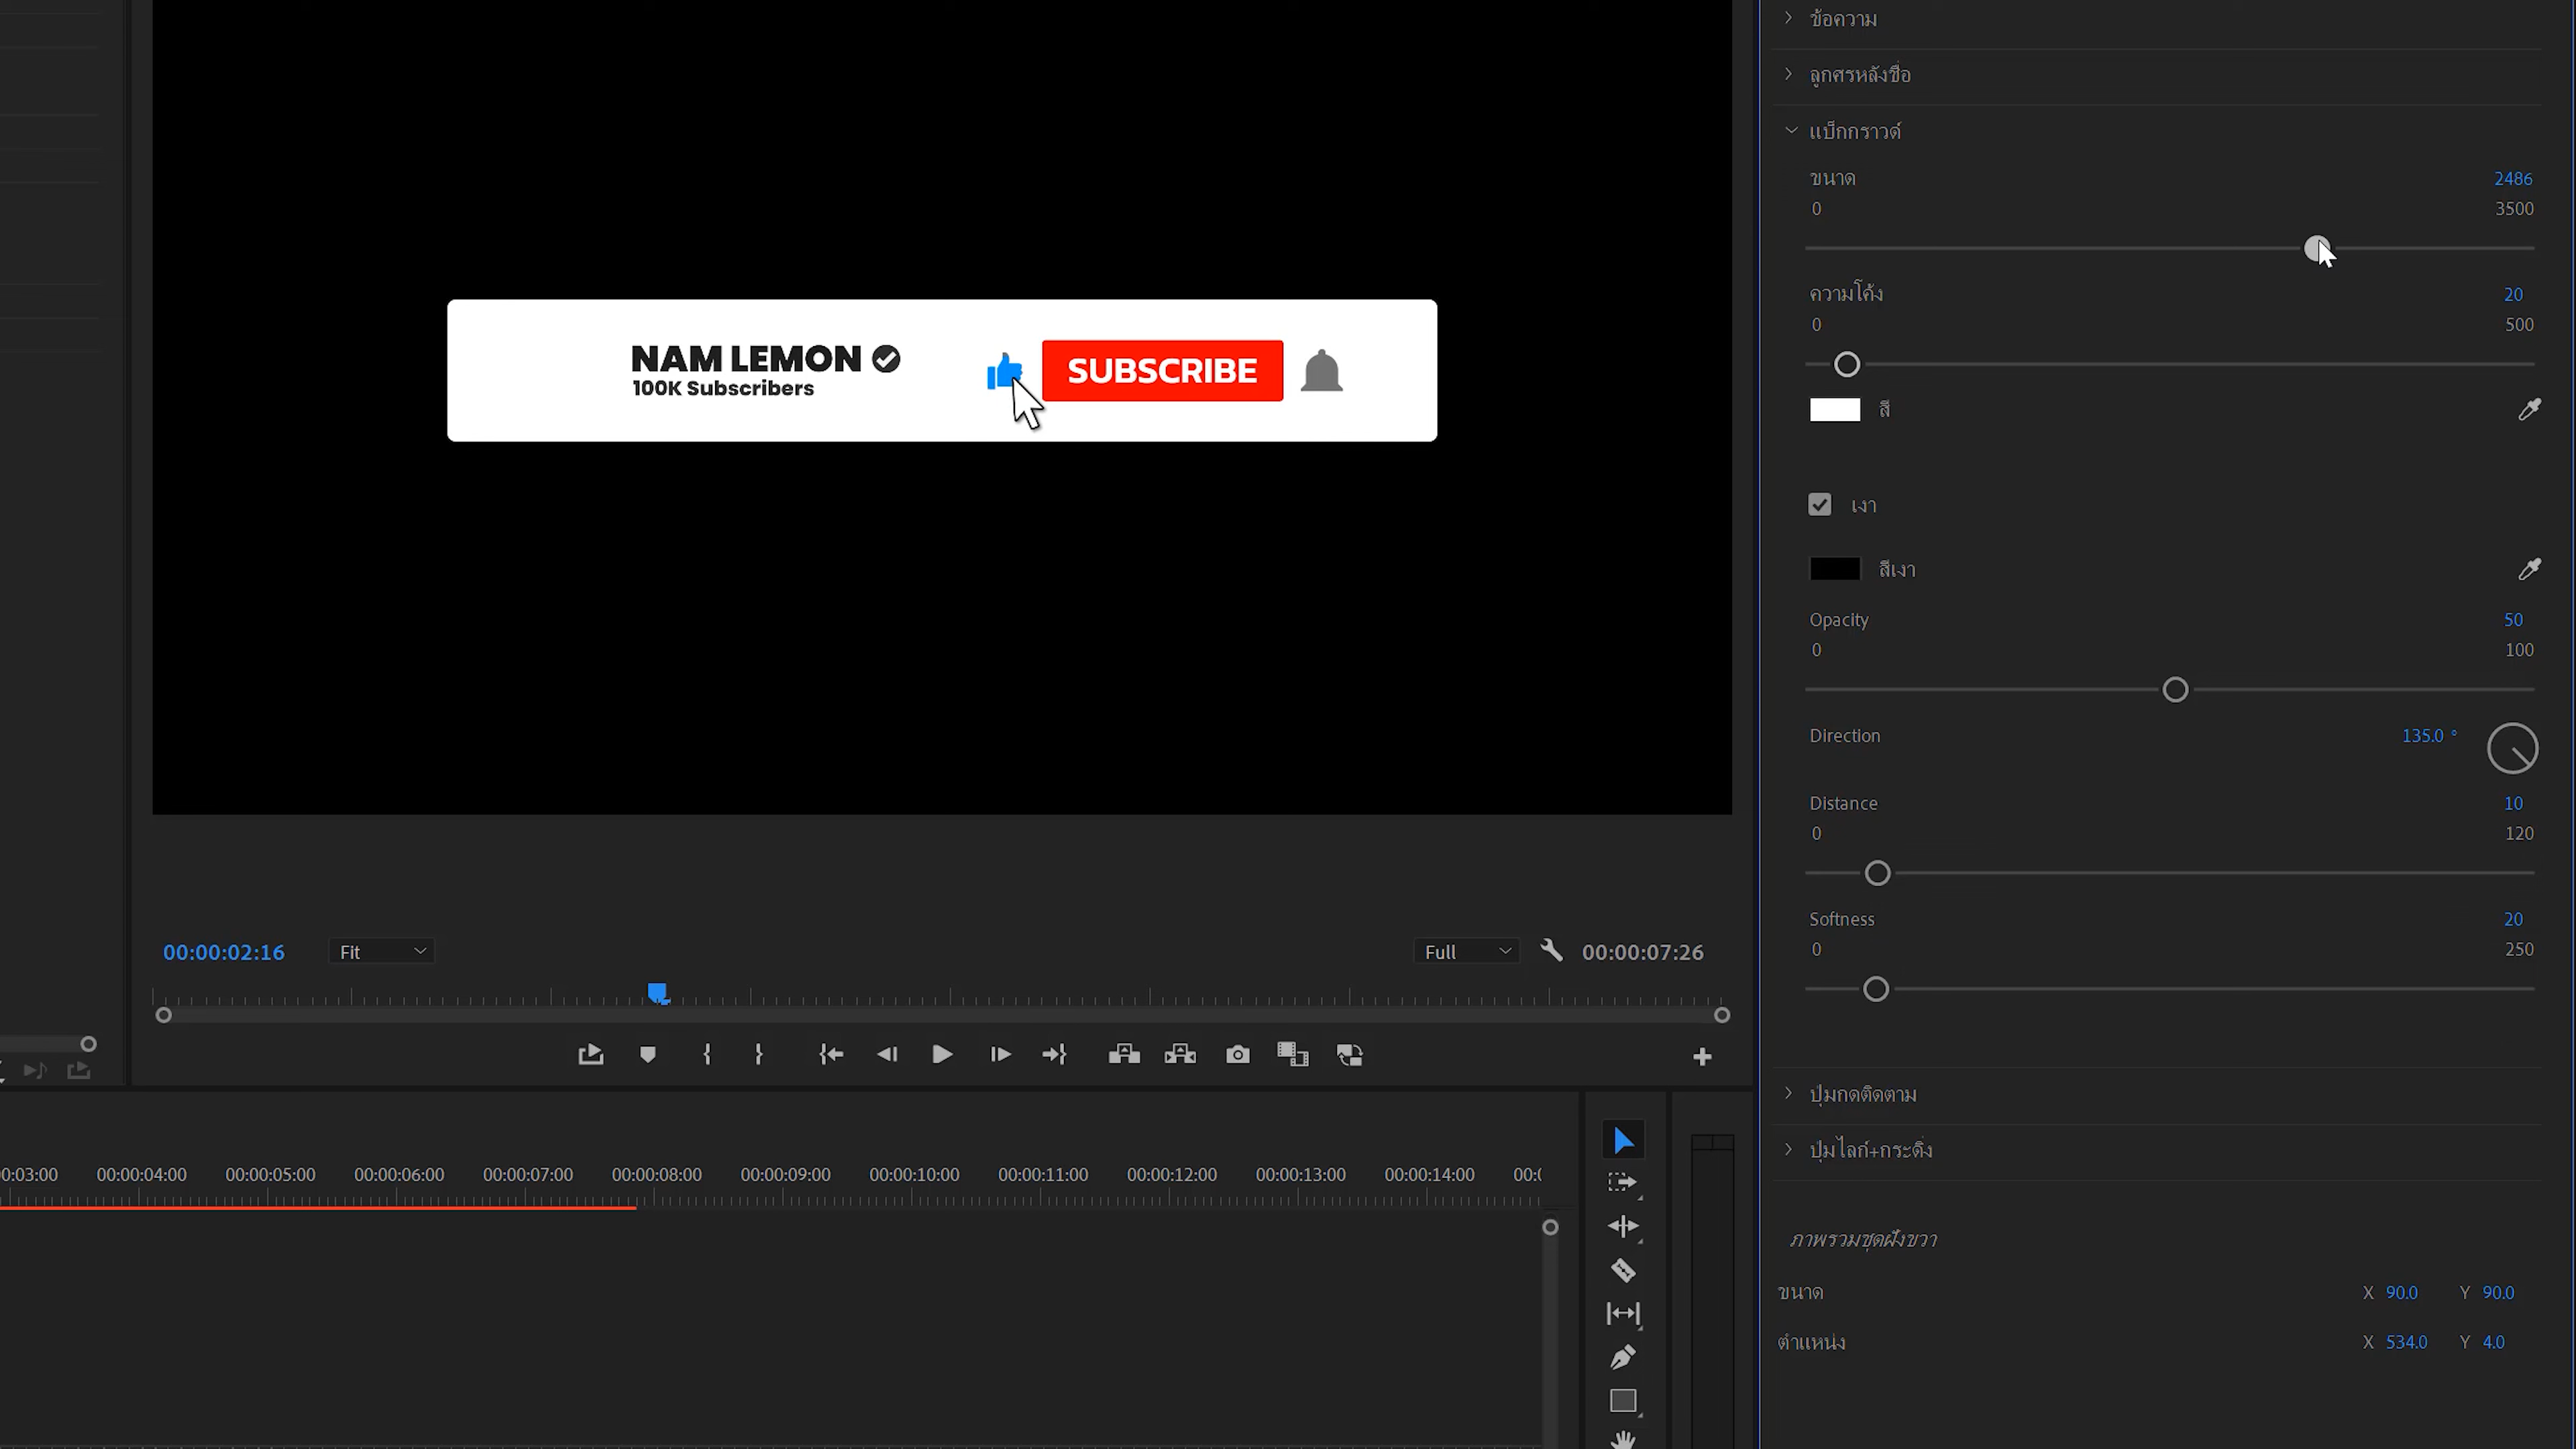 NAM LEMON
100K Subscribers
SUBSCRIBE
00:00:02:16
Fit
Full
00:00:07:26
0:03:00 00:00:04:00 00:00:05:00 00:00:06:00 00:00:07:00 00:00:08:00 00:00:09:00 00:00:10:00 00:00:11:00 00:00:12:00 00:00:13:00 00:00:14:00 00:0
ข้อความ
ลูกศรหลังชื่อ
แบ็กกราวด์
ขนาด 2486
0 3500
ความโค้ง 20
0 500
สี
เงา
สีเงา
Opacity 50
0 100
Direction 135.0 °
Distance 10
0 120
Softness 20
0 250
ปุ่มกดติดตาม
ปุ่มไลก์+กระดิ่ง
ภาพรวมชุดฝั่งขวา
ขนาด X 90.0 Y 90.0
ตำแหน่ง X 534.0 Y 4.0